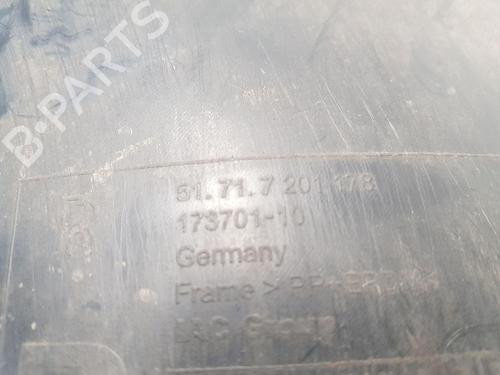 B-PARTS
51.71.7 201 178
173701-10
Germany
Frame >